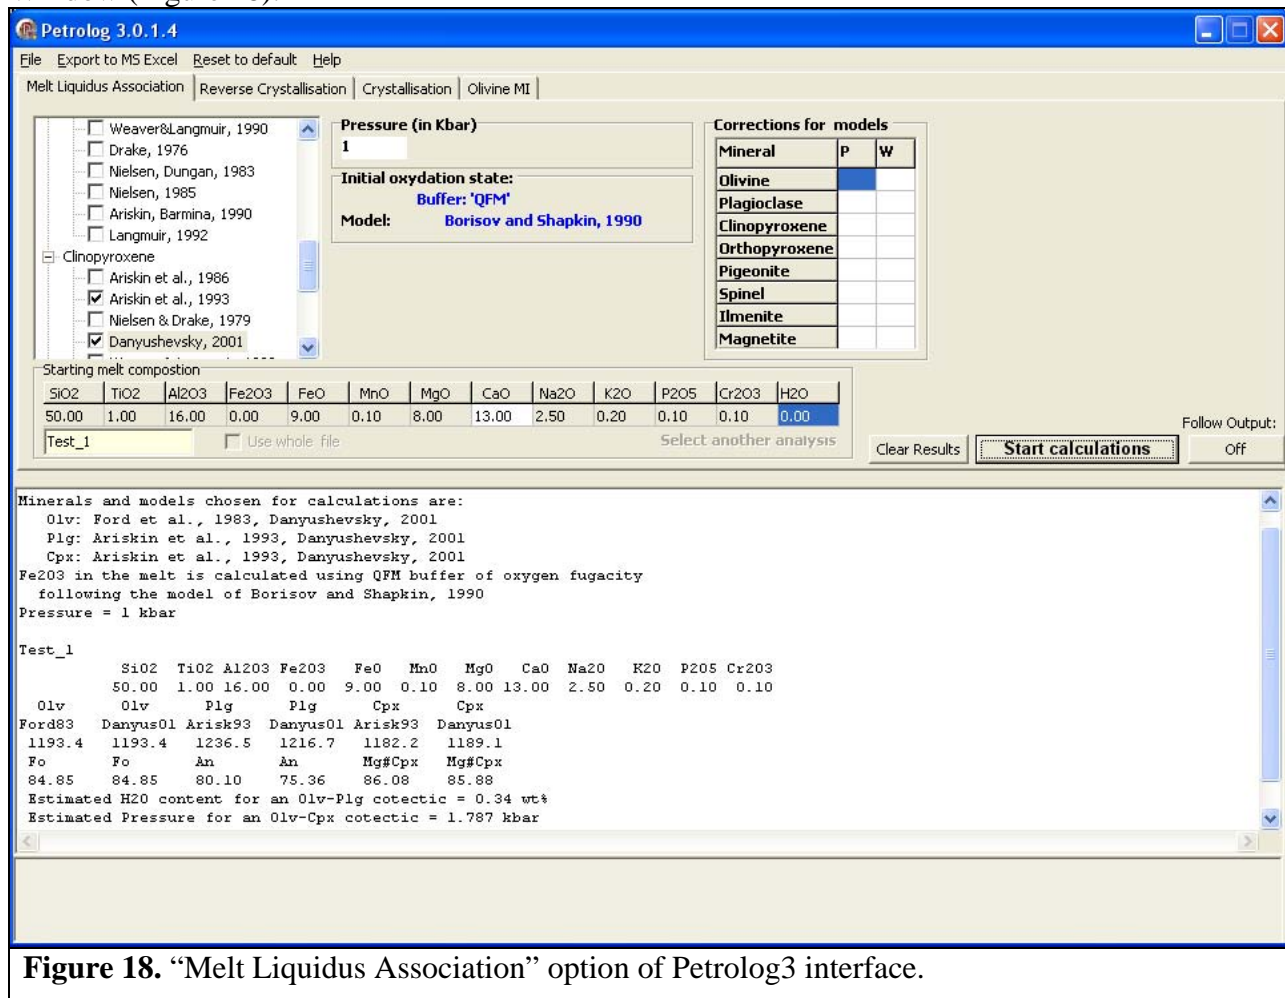 Petrolog 3.0.1.4
File Export to MS Excel Reset to default Help
Melt Liquidus Association Reverse Crystallisation Crystallisation Olivine MI
Weaver&Langmuir, 1990
Drake, 1976
Nielsen, Dungan, 1983
Nielsen, 1985
Ariskin, Barmina, 1990
Langmuir, 1992
Clinopyroxene
Ariskin et al., 1986
Ariskin et al., 1993
Nielsen & Drake, 1979
Danyushevsky, 2001
Pressure (in Kbar)
1
Initial oxydation state:
Buffer: 'QFM'
Model: Borisov and Shapkin, 1990
Corrections for models
Mineral P W
Olivine
Plagioclase
Clinopyroxene
Orthopyroxene
Pigeonite
Spinel
Ilmenite
Magnetite
Starting melt compostion
SiO2 TiO2 Al2O3 Fe2O3 FeO MnO MgO CaO Na2O K2O P2O5 Cr2O3 H2O
50.00 1.00 16.00 0.00 9.00 0.10 8.00 13.00 2.50 0.20 0.10 0.10 0.00
Test_1 Use whole file Select another analysis
Clear Results Start calculations
Follow Output:
Off
Minerals and models chosen for calculations are:
Olv: Ford et al., 1983, Danyushevsky, 2001
Plg: Ariskin et al., 1993, Danyushevsky, 2001
Cpx: Ariskin et al., 1993, Danyushevsky, 2001
Fe2O3 in the melt is calculated using QFM buffer of oxygen fugacity
following the model of Borisov and Shapkin, 1990
Pressure = 1 kbar
Test_1
SiO2 TiO2 Al2O3 Fe2O3 FeO MnO MgO CaO Na2O K2O P2O5 Cr2O3
50.00 1.00 16.00 0.00 9.00 0.10 8.00 13.00 2.50 0.20 0.10 0.10
Olv Olv Plg Plg Cpx Cpx
Ford83 Danyus01 Arisk93 Danyus01 Arisk93 Danyus01
1193.4 1193.4 1236.5 1216.7 1182.2 1189.1
Fo Fo An An Mg#Cpx Mg#Cpx
84.85 84.85 80.10 75.36 86.08 85.88
Estimated H2O content for an Olv-Plg cotectic = 0.34 wt%
Estimated Pressure for an Olv-Cpx cotectic = 1.787 kbar
Figure 18. “Melt Liquidus Association” option of Petrolog3 interface.